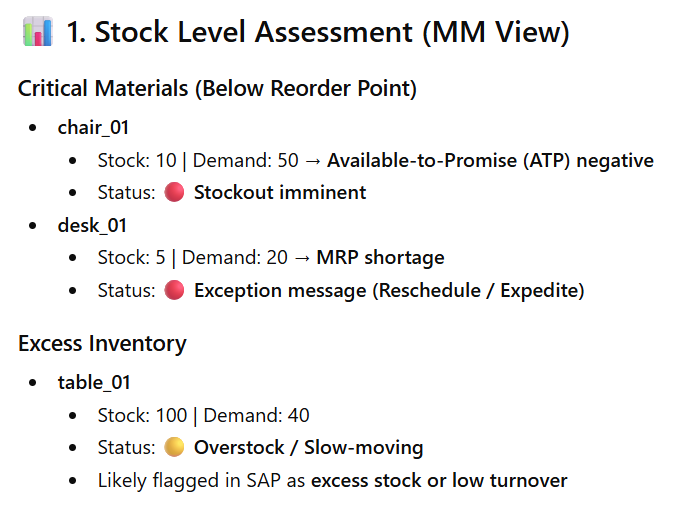 1. Stock Level Assessment (MM View)
Critical Materials (Below Reorder Point)
chair_01
Stock: 10 | Demand: 50 → Available-to-Promise (ATP) negative
Status: 🔴 Stockout imminent
desk_01
Stock: 5 | Demand: 20 → MRP shortage
Status: 🔴 Exception message (Reschedule / Expedite)
Excess Inventory
table_01
Stock: 100 | Demand: 40
Status: 🟡 Overstock / Slow-moving
Likely flagged in SAP as excess stock or low turnover